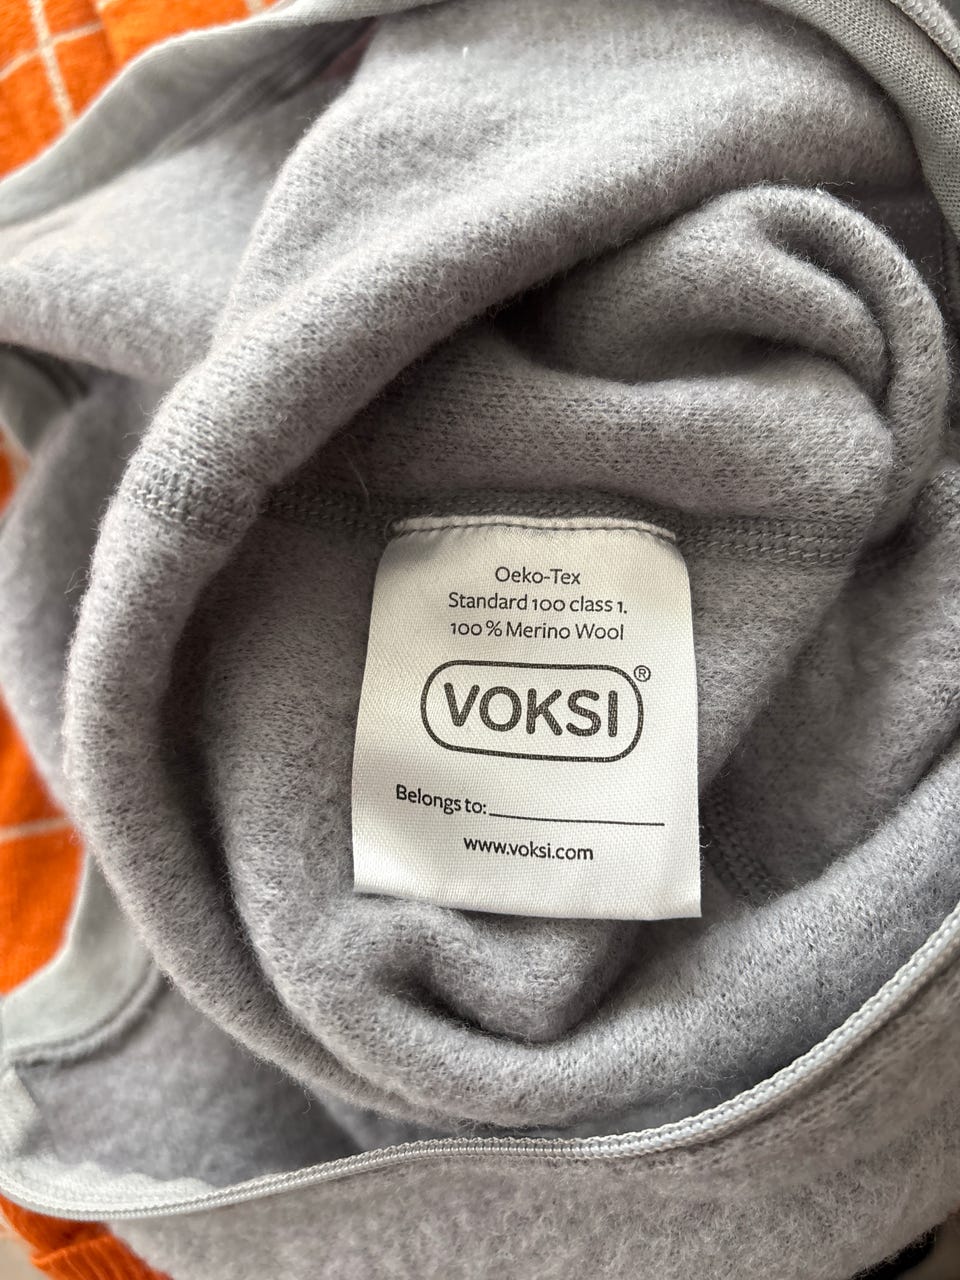 Oeko-Tex
Standard 100 class 1.
100 % Merino Wool
VOKSI®
Belongs to:
www.voksi.com